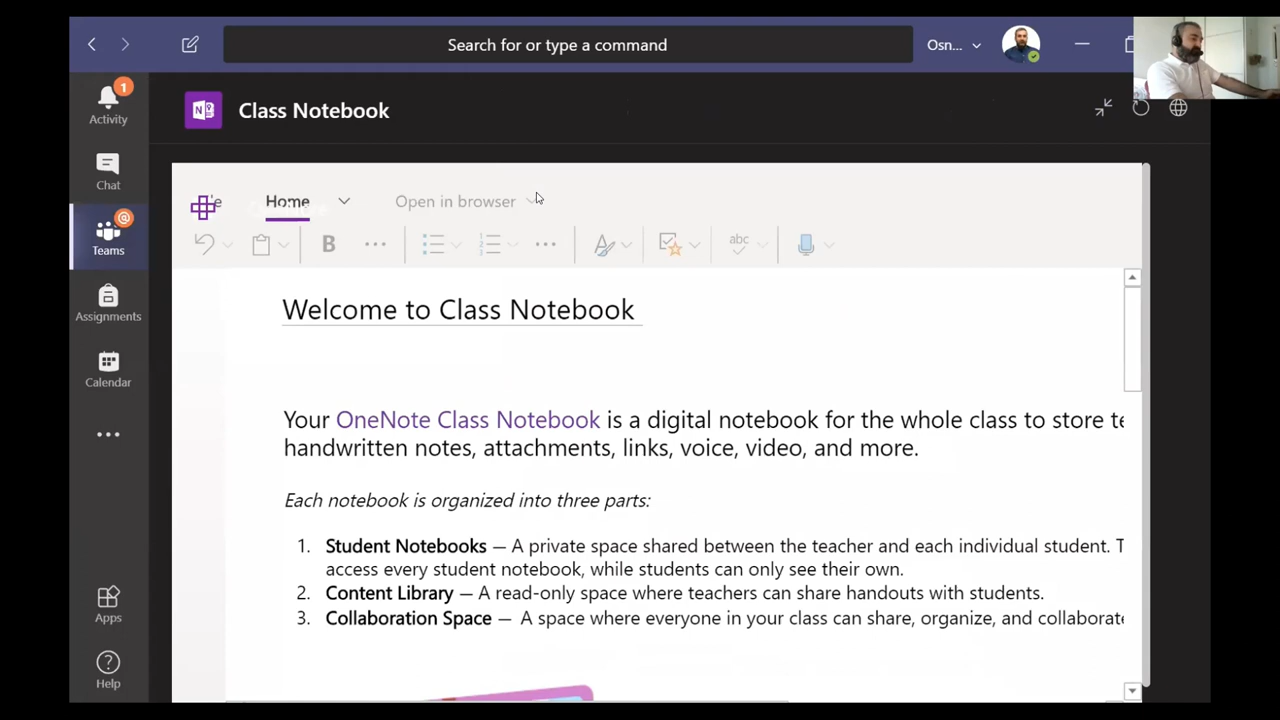 Search for or type a command
Osn...
1
Activity
Chat
Teams
Assignments
Calendar
Apps
Help
Class Notebook
Home
Open in browser
B
abc
Welcome to Class Notebook
Your OneNote Class Notebook is a digital notebook for the whole class to store te
handwritten notes, attachments, links, voice, video, and more.
Each notebook is organized into three parts:
1. Student Notebooks — A private space shared between the teacher and each individual student. T
access every student notebook, while students can only see their own.
2. Content Library — A read-only space where teachers can share handouts with students.
3. Collaboration Space — A space where everyone in your class can share, organize, and collaborate